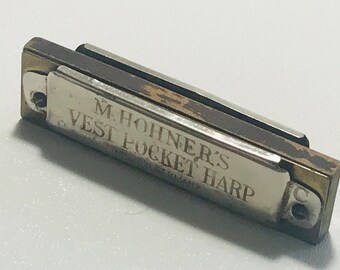 M. HOHNER'S
VEST POCKET HARP
C